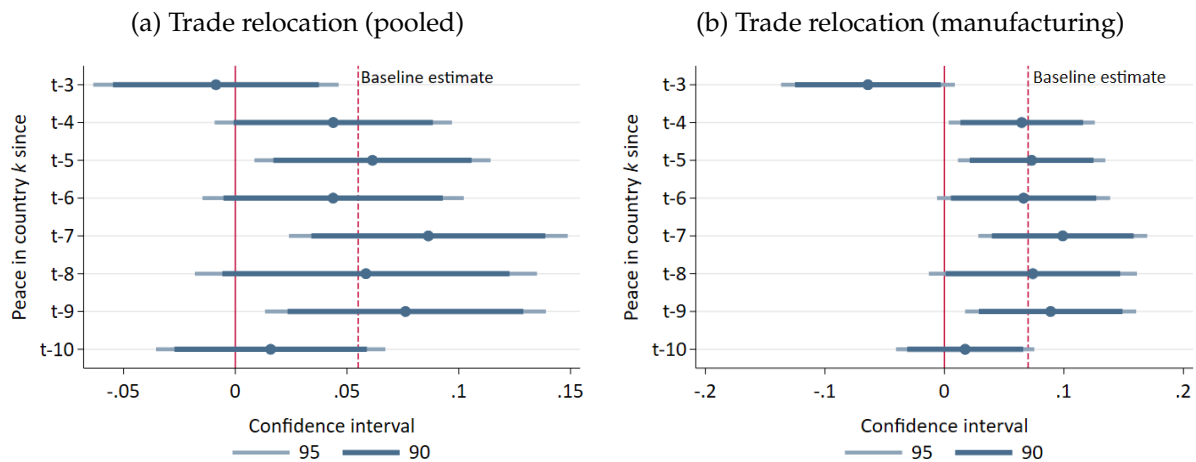 (a) Trade relocation (pooled)
Baseline estimate
Peace in country k since
t-3
t-4
t-5
t-6
t-7
t-8
t-9
t-10
-.05
0
.05
.1
.15
Confidence interval
95
90
(b) Trade relocation (manufacturing)
Baseline estimate
Peace in country k since
t-3
t-4
t-5
t-6
t-7
t-8
t-9
t-10
-.2
-.1
0
.1
.2
Confidence interval
95
90